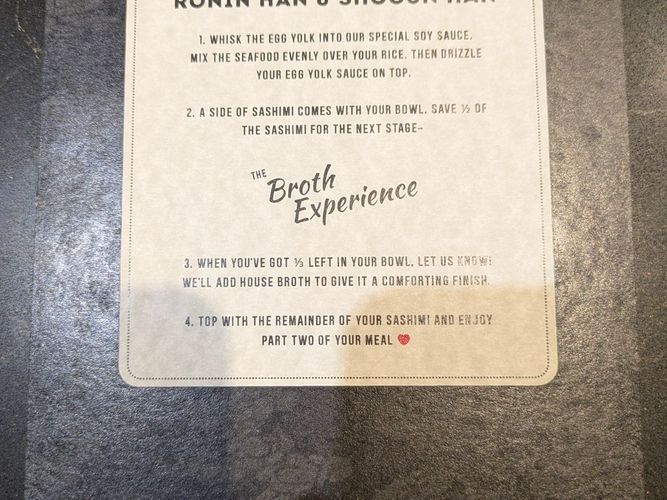 RONIN HAN & SHOGUN HAN
1. WHISK THE EGG YOLK INTO OUR SPECIAL SOY SAUCE.
MIX THE SEAFOOD EVENLY OVER YOUR RICE. THEN DRIZZLE
YOUR EGG YOLK SAUCE ON TOP.
2. A SIDE OF SASHIMI COMES WITH YOUR BOWL. SAVE ½ OF
THE SASHIMI FOR THE NEXT STAGE–
THE Broth
Experience
3. WHEN YOU'VE GOT ⅓ LEFT IN YOUR BOWL, LET US KNOW!
WE'LL ADD HOUSE BROTH TO GIVE IT A COMFORTING FINISH.
4. TOP WITH THE REMAINDER OF YOUR SASHIMI AND ENJOY
PART TWO OF YOUR MEAL